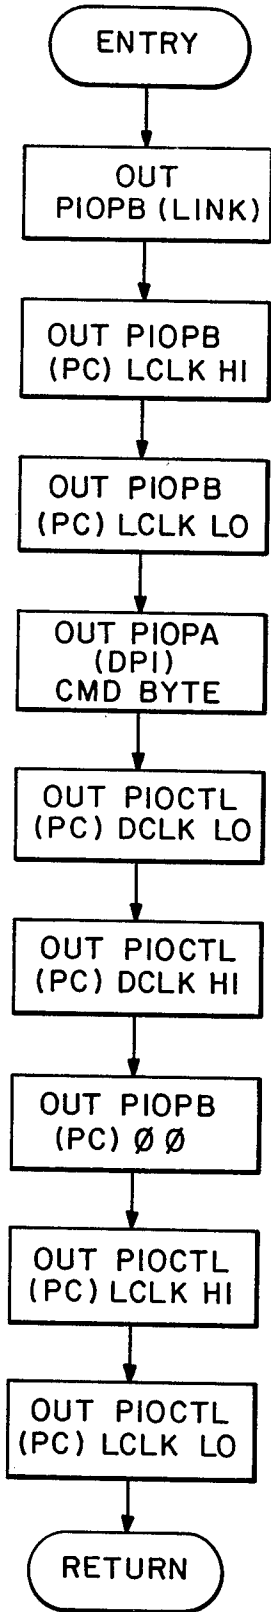 ENTRY
OUT
PIOPB (LINK)
OUT PIOPB
(PC) LCLK HI
OUT PIOPB
(PC) LCLK LO
OUT PIOPA
(DPI)
CMD BYTE
OUT PIOCTL
(PC) DCLK LO
OUT PIOCTL
(PC) DCLK HI
OUT PIOPB
(PC) ØØ
OUT PIOCTL
(PC) LCLK HI
OUT PIOCTL
(PC) LCLK LO
RETURN